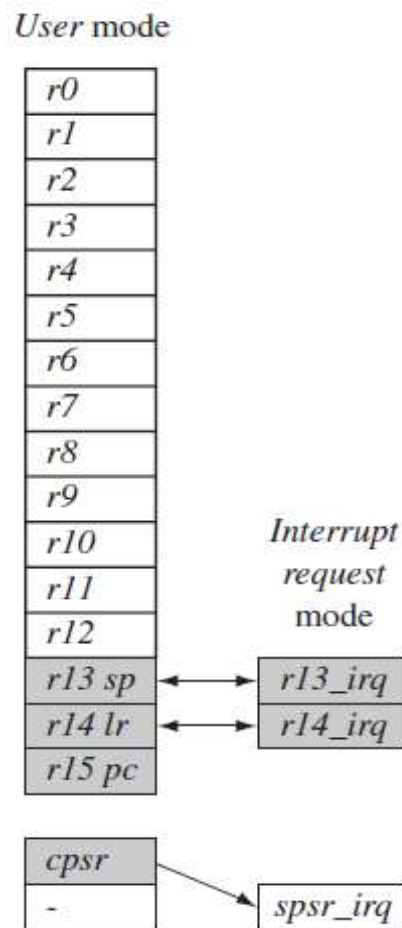 User mode
r0
r1
r2
r3
r4
r5
r6
r7
r8
r9
r10
r11
r12
r13 sp
r14 lr
r15 pc
cpsr
-
Interrupt
request
mode
r13_irq
r14_irq
spsr_irq